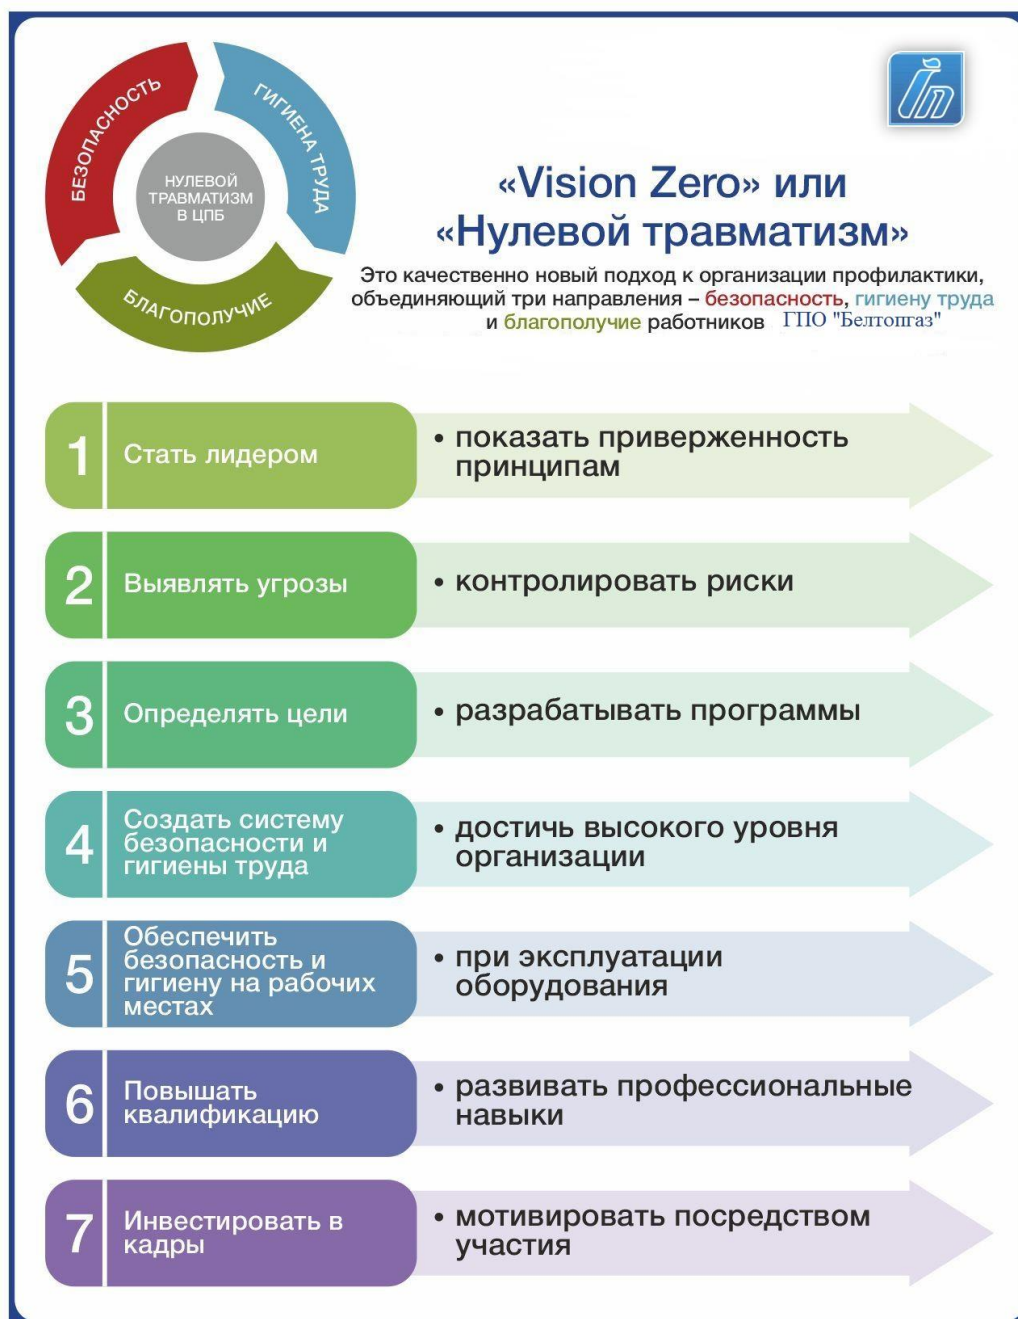 БЕЗОПАСНОСТЬ
ГИГИЕНА ТРУДА
БЛАГОПОЛУЧИЕ
НУЛЕВОЙ
ТРАВМАТИЗМ
В ЦПБ
«Vision Zero» или
«Нулевой травматизм»
Это качественно новый подход к организации профилактики,
объединяющий три направления – безопасность, гигиену труда
и благополучие работников ГПО "Белтопгаз"
1
Стать лидером
• показать приверженность
принципам
2
Выявлять угрозы
• контролировать риски
3
Определять цели
• разрабатывать программы
4
Создать систему
безопасности и
гигиены труда
• достичь высокого уровня
организации
5
Обеспечить
безопасность и
гигиену на рабочих
местах
• при эксплуатации
оборудования
6
Повышать
квалификацию
• развивать профессиональные
навыки
7
Инвестировать в
кадры
• мотивировать посредством
участия